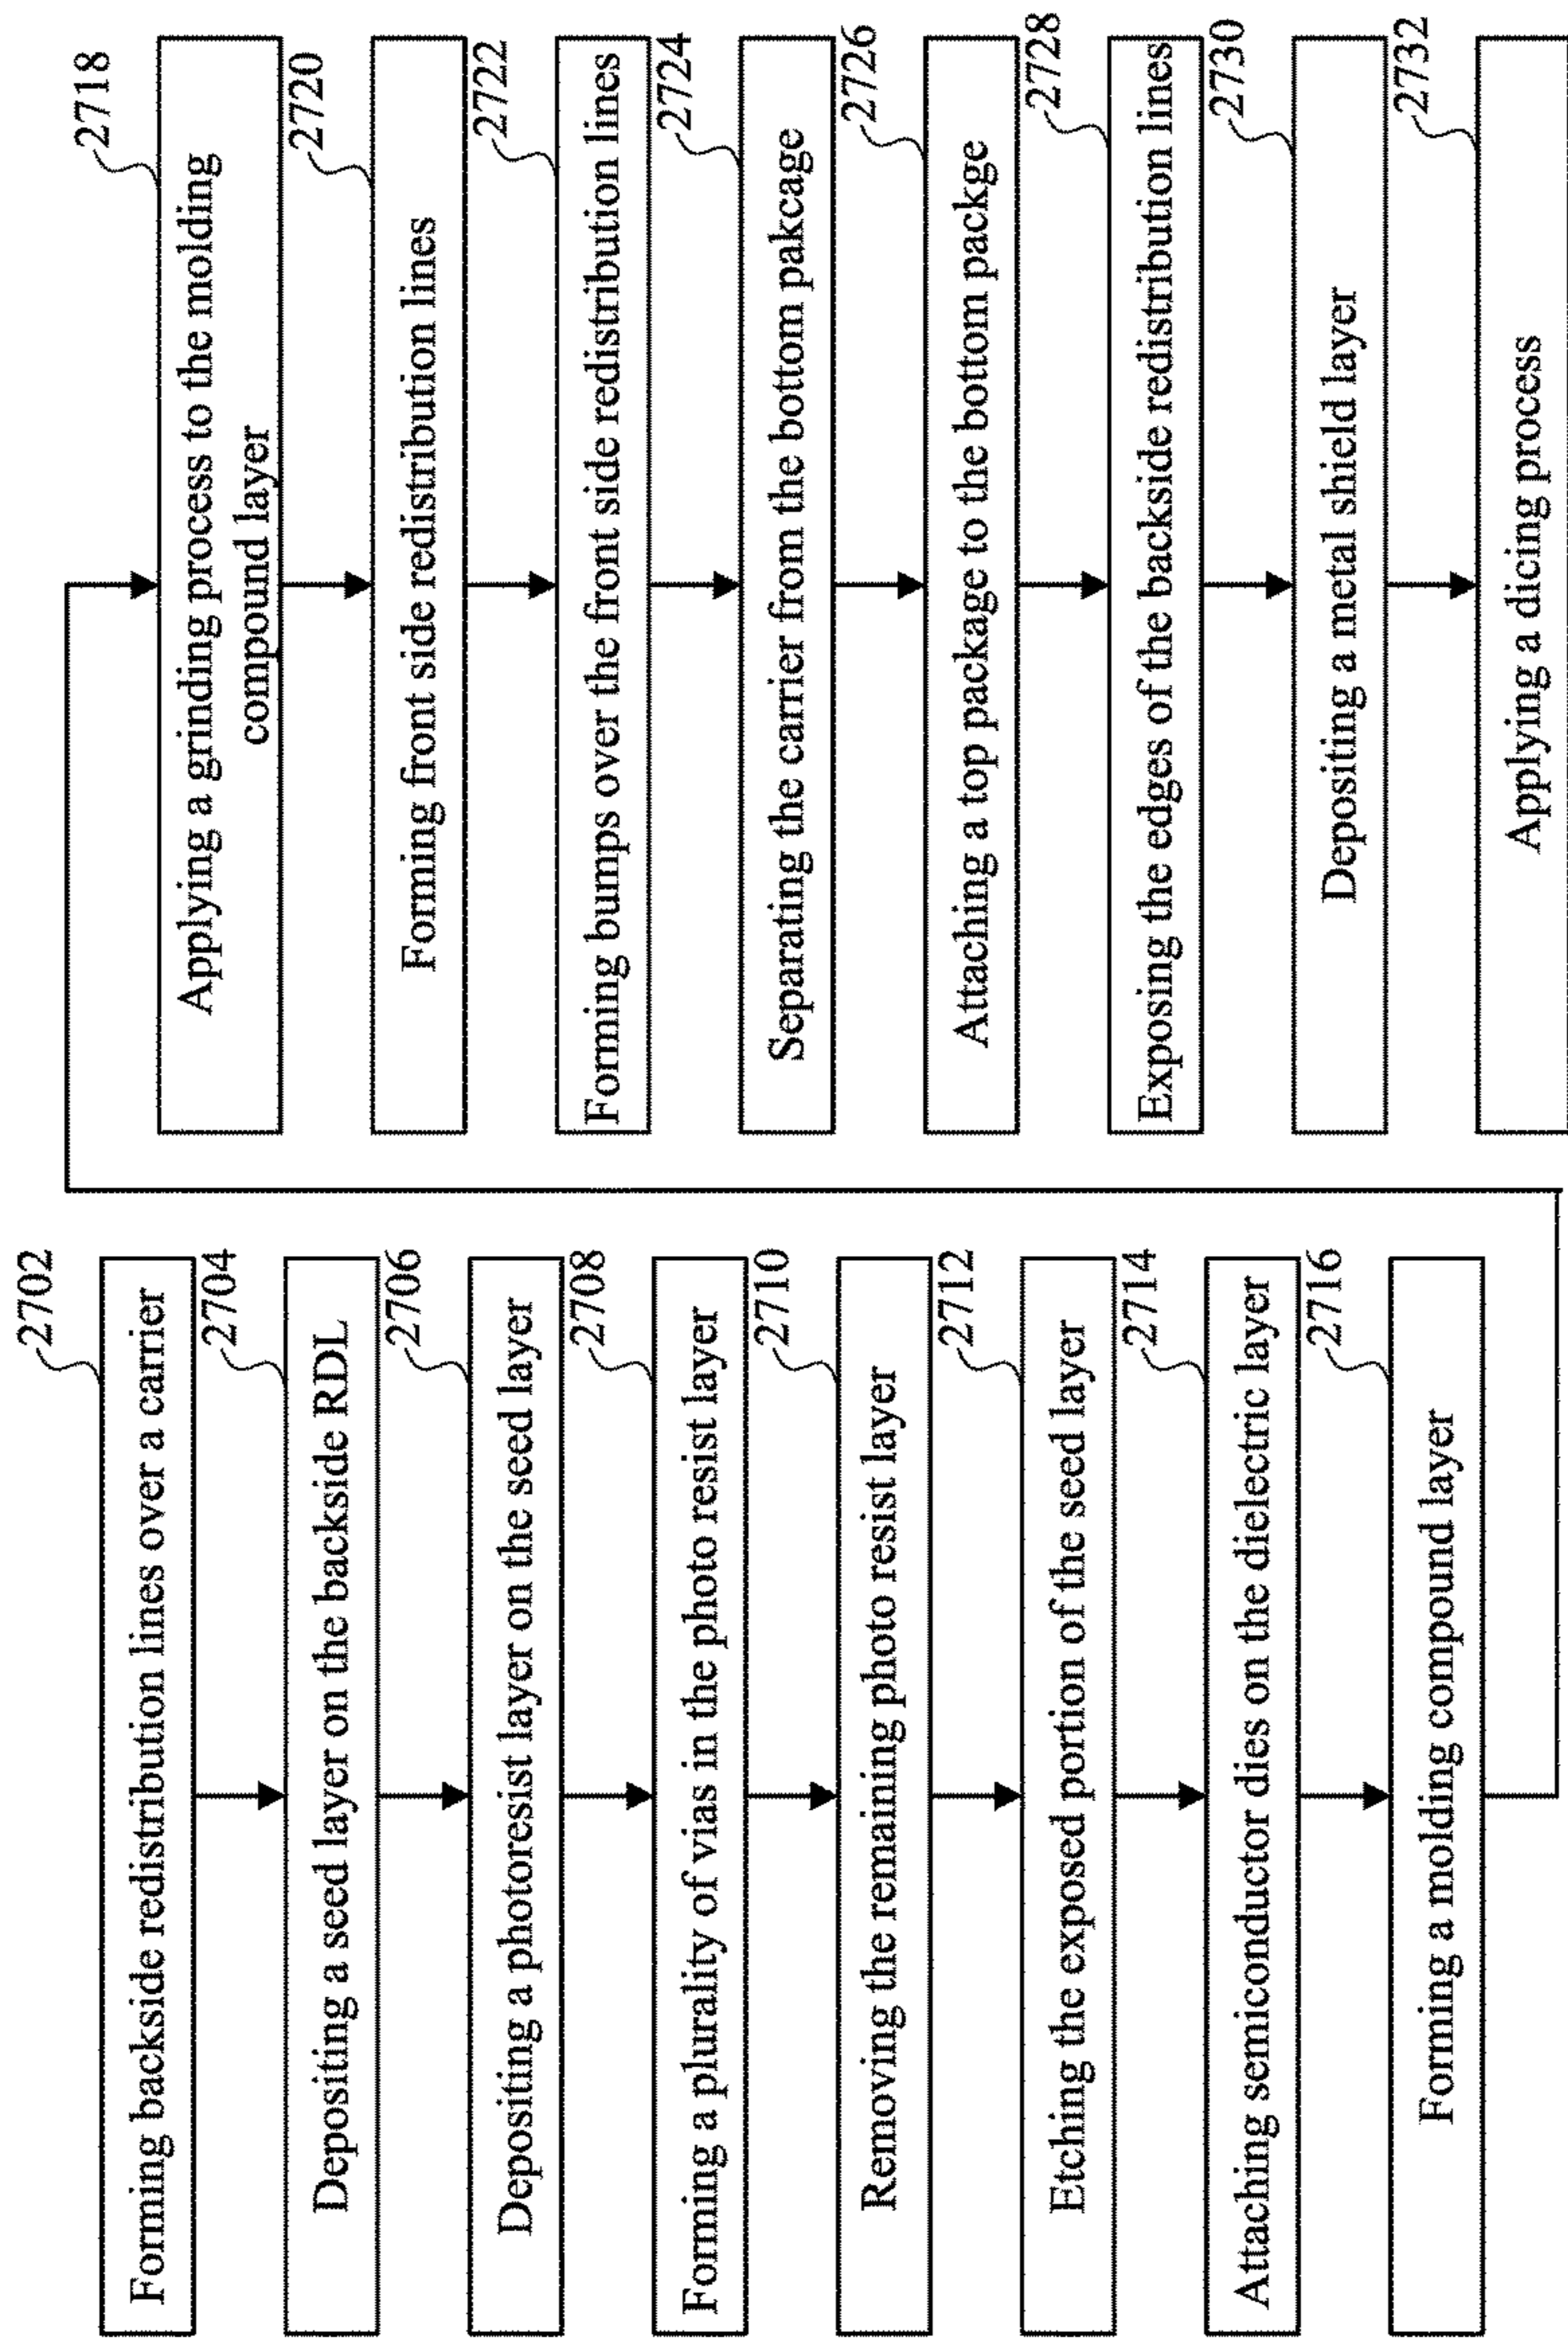 2702
Forming backside redistribution lines over a carrier
2704
Depositing a seed layer on the backside RDL
2706
Depositing a photoresist layer on the seed layer
2708
Forming a plurality of vias in the photo resist layer
2710
Removing the remaining photo resist layer
2712
Etching the exposed portion of the seed layer
2714
Attaching semiconductor dies on the dielectric layer
2716
Forming a molding compound layer
2718
Applying a grinding process to the molding
compound layer
2720
Forming front side redistribution lines
2722
Forming bumps over the front side redistribution lines
2724
Separating the carrier from the bottom pakcage
2726
Attaching a top package to the bottom packge
2728
Exposing the edges of the backside redistribution lines
2730
Depositing a metal shield layer
2732
Applying a dicing process